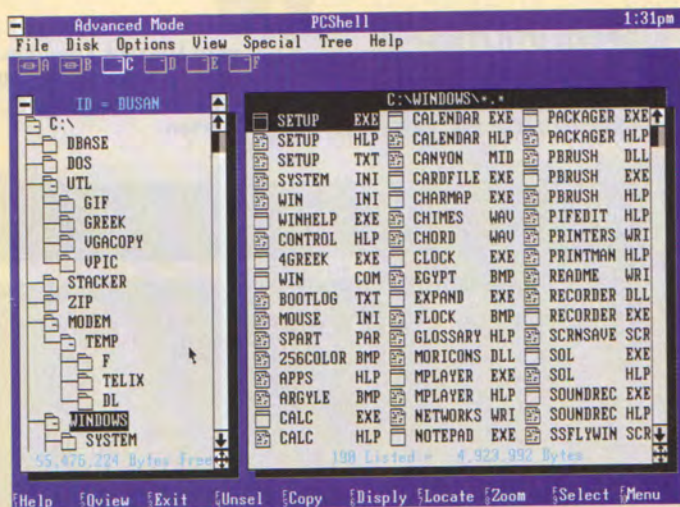 Advanced Mode PCShell 1:31pm
File Disk Options View Special Tree Help
A B C D E F
ID = DUSAN
C:\
DBASE
DOS
UTL
GIF
GREEK
VGACOPY
VPIC
STACKER
ZIP
MODEM
TEMP
F
TELIX
DL
WINDOWS
SYSTEM
55,476,224 Bytes Free
C:\WINDOWS\*.*
SETUP EXE CALENDAR EXE PACKAGER EXE
SETUP HLP CALENDAR HLP PACKAGER HLP
SETUP TXT CANYON MID PBRUSH DLL
SYSTEM INI CARDFILE EXE PBRUSH EXE
WIN INI CHARMAP EXE PBRUSH HLP
WINHELP EXE CHIMES WAV PIFEDIT HLP
CONTROL HLP CHORD WAV PRINTERS WRI
4GREEK EXE CLOCK EXE PRINTMAN HLP
WIN COM EGYPT BMP README WRI
BOOTLOG TXT EXPAND EXE RECORDER DLL
MOUSE INI FLOCK BMP RECORDER EXE
SPART PAR GLOSSARY HLP SCRNSAVE SCR
256COLOR BMP MORICONS DLL SOL EXE
APPS HLP MPLAYER EXE SOL HLP
ARGYLE BMP MPLAYER HLP SOUNDREC EXE
CALC EXE NETWORKS WRI SOUNDREC HLP
CALC HLP NOTEPAD EXE SSFLYWIN SCR
190 Listed = 4,923,992 Bytes
Help Qview Exit Unsel Copy Disply Locate Zoom Select Menu